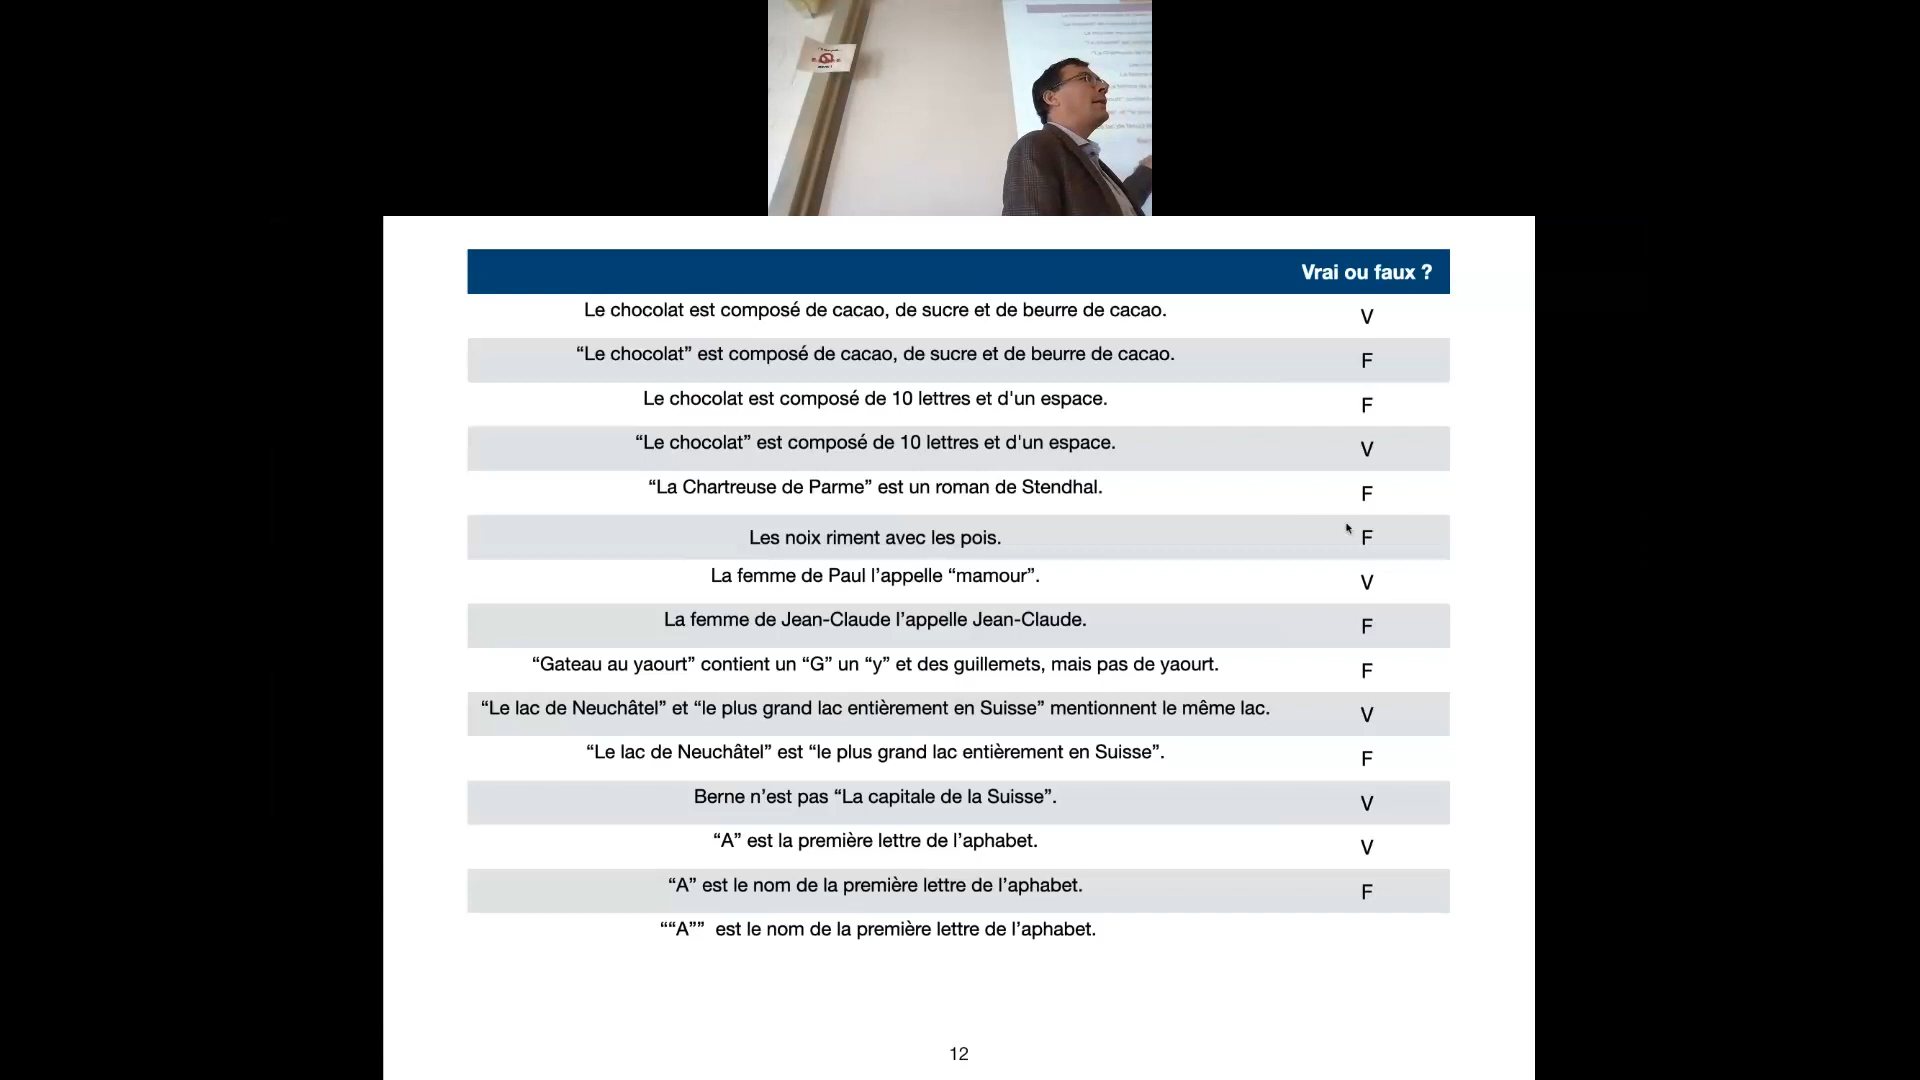 Vrai ou faux ?
Le chocolat est composé de cacao, de sucre et de beurre de cacao. V
“Le chocolat” est composé de cacao, de sucre et de beurre de cacao. F
Le chocolat est composé de 10 lettres et d'un espace. F
“Le chocolat” est composé de 10 lettres et d'un espace. V
“La Chartreuse de Parme” est un roman de Stendhal. F
Les noix riment avec les pois. F
La femme de Paul l’appelle “mamour”. V
La femme de Jean-Claude l’appelle Jean-Claude. F
“Gateau au yaourt” contient un “G” un “y” et des guillemets, mais pas de yaourt. F
“Le lac de Neuchâtel” et “le plus grand lac entièrement en Suisse” mentionnent le même lac. V
“Le lac de Neuchâtel” est “le plus grand lac entièrement en Suisse”. F
Berne n’est pas “La capitale de la Suisse”. V
“A” est la première lettre de l’aphabet. V
“A” est le nom de la première lettre de l’aphabet. F
““A”” est le nom de la première lettre de l’aphabet.
12